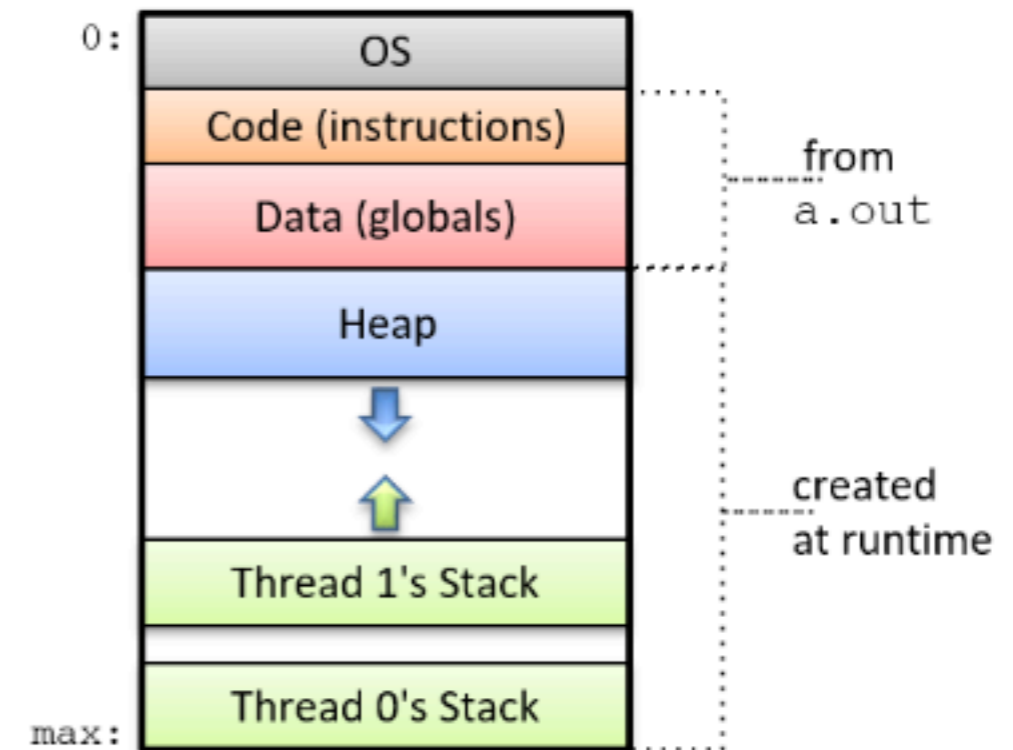 0:
OS
Code (instructions)
Data (globals)
from
a.out
Heap
created
at runtime
Thread 1's Stack
Thread 0's Stack
max: